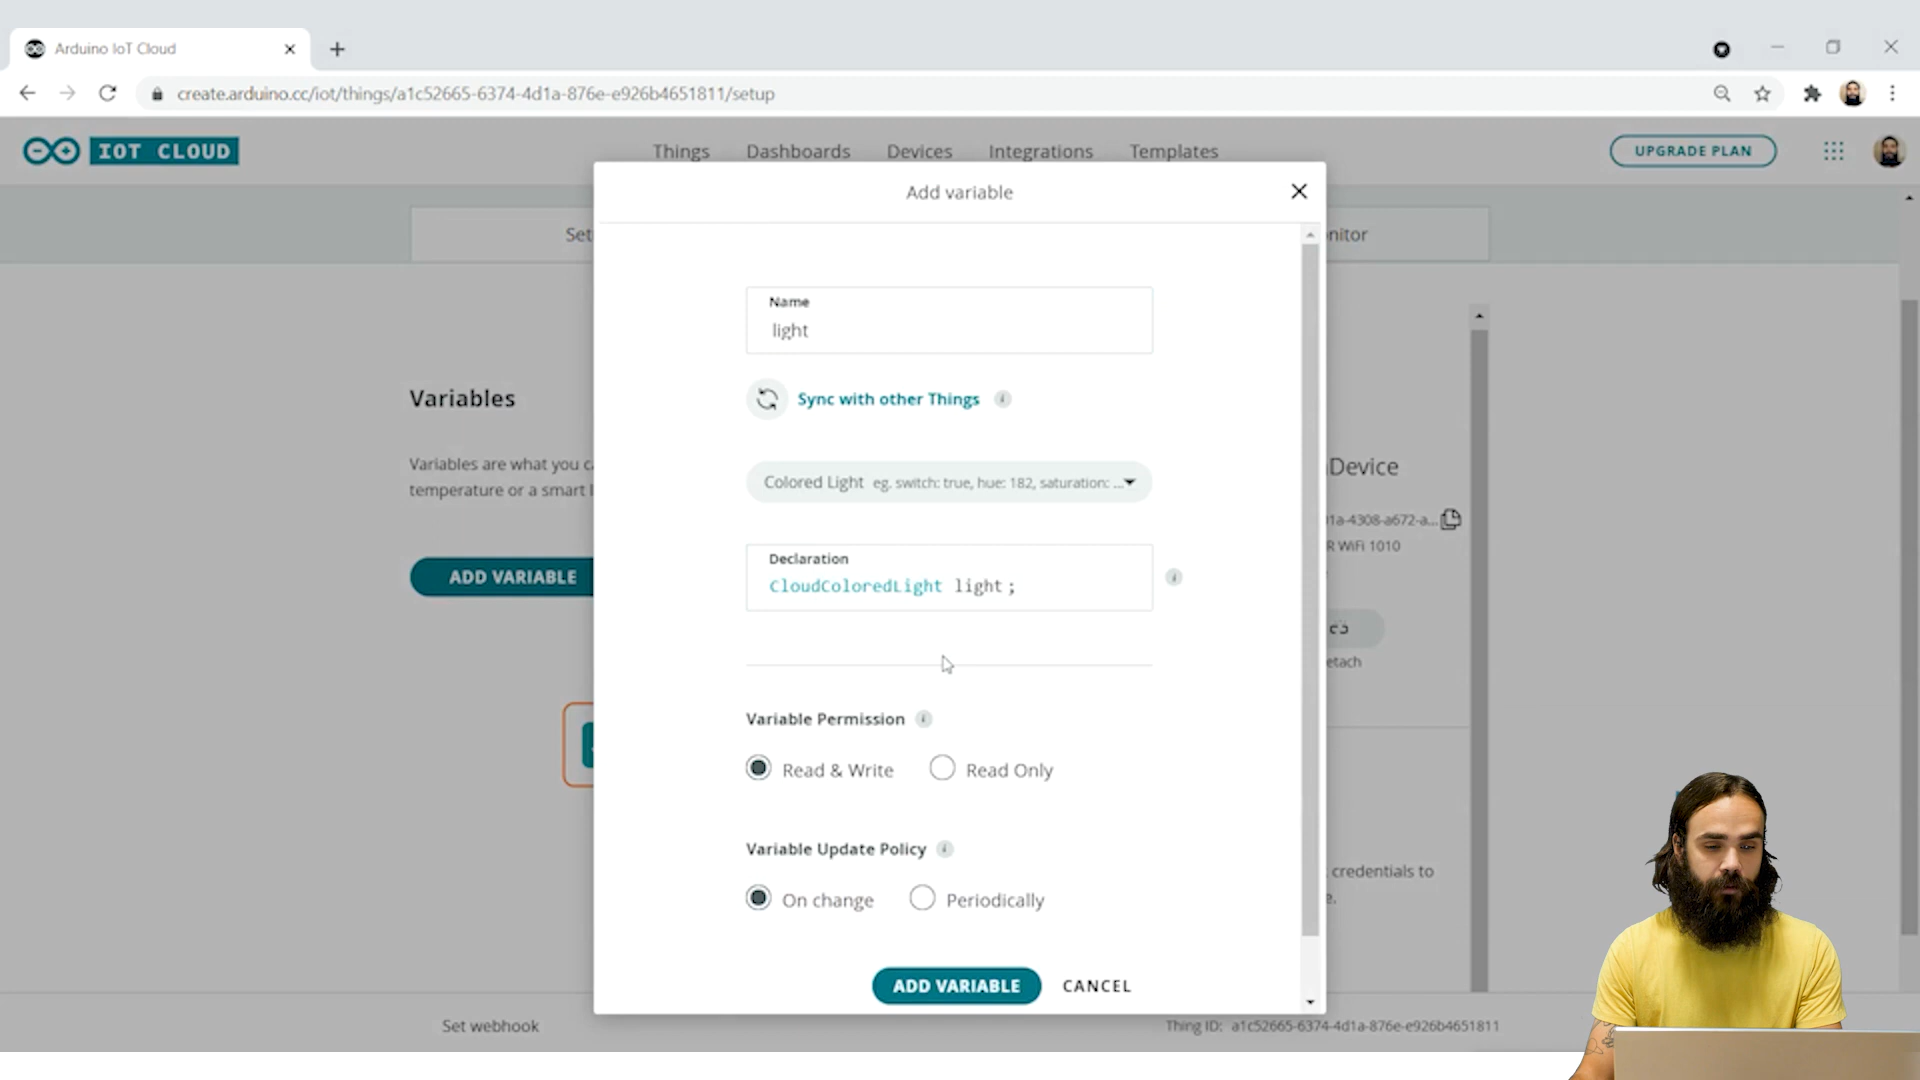 Arduino IoT Cloud
create.arduino.cc/iot/things/a1c52665-6374-4d1a-876e-e926b4651811/setup
IOT CLOUD
Things
Dashboards
Devices
Integrations
Templates
UPGRADE PLAN
Add variable
Set
nitor
Name
light
Variables
Sync with other Things
Variables are what you c
temperature or a smart l
Device
Colored Light eg. switch: true, hue: 182, saturation: ...
1a-4308-a672-a...
R WiFi 1010
Declaration
CloudColoredLight light;
ADD VARIABLE
es
etach
Variable Permission
Read & Write
Read Only
Variable Update Policy
credentials to
e.
On change
Periodically
ADD VARIABLE
CANCEL
Set webhook
Thing ID: a1c52665-6374-4d1a-876e-e926b4651811